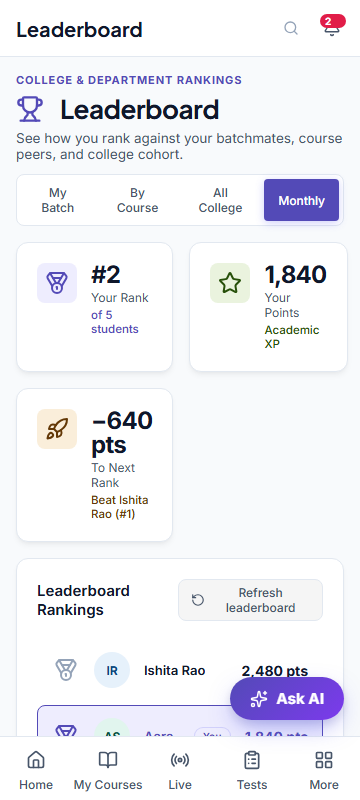 Leaderboard
2
COLLEGE & DEPARTMENT RANKINGS
Leaderboard
See how you rank against your batchmates, course
peers, and college cohort.
My
Batch
By
Course
All
College
Monthly
#2
Your Rank
of 5
students
1,840
Your
Points
Academic
XP
−640
pts
To Next
Rank
Beat Ishita
Rao (#1)
Leaderboard
Rankings
Refresh
leaderboard
IR
Ishita Rao
2,480 pts
Ask AI
AS
You
1,840 pts
Home
My Courses
Live
Tests
More